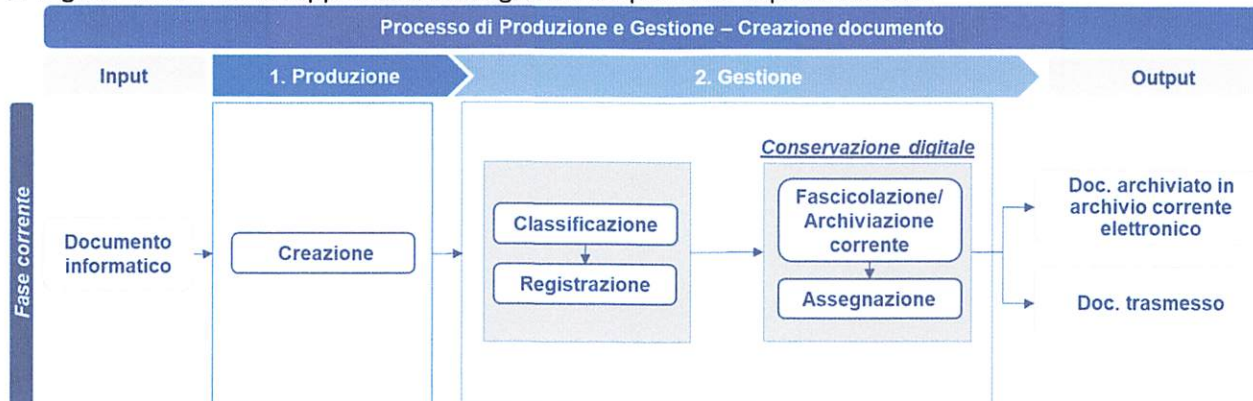 Processo di Produzione e Gestione – Creazione documento
Input
1. Produzione
2. Gestione
Output
Fase corrente
Documento
informatico
Creazione
Classificazione
Registrazione
Conservazione digitale
Fascicolazione/
Archiviazione
corrente
Assegnazione
Doc. archiviato in
archivio corrente
elettronico
Doc. trasmesso